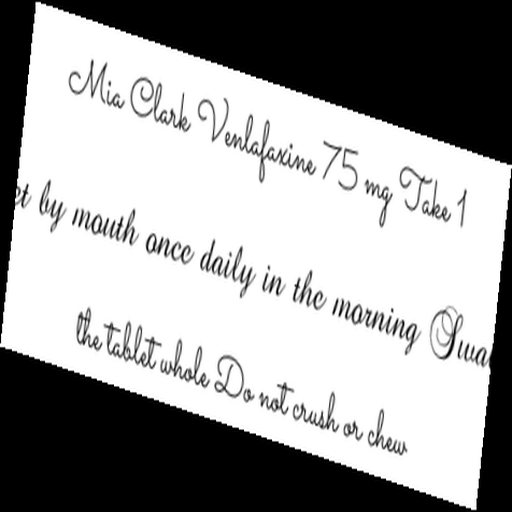 Mia Clark Venlafaxine 75 mg Take 1
by mouth once daily in the morning
the tablet whole Do not crush or chew